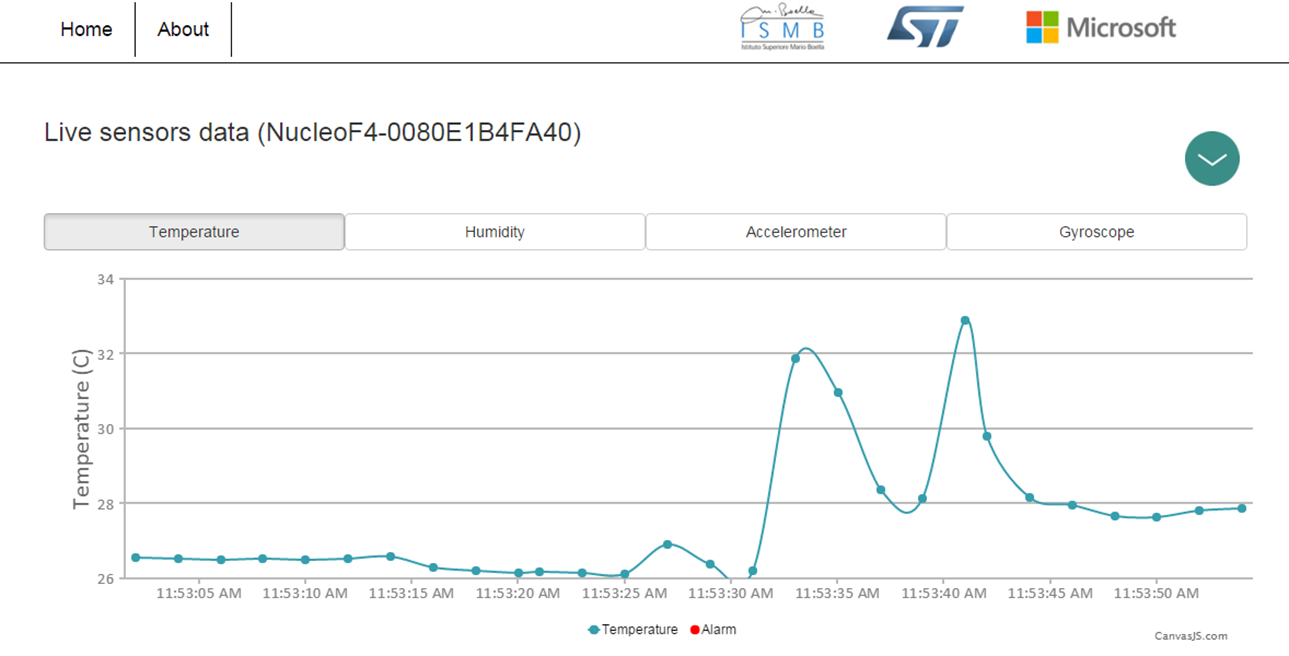 Home About
m. Boella
ISMB
Istituto Superiore Mario Boella
ST
Microsoft
Live sensors data (NucleoF4-0080E1B4FA40)
Temperature Humidity Accelerometer Gyroscope
34
32
30
28
26
Temperature (C)
11:53:05 AM 11:53:10 AM 11:53:15 AM 11:53:20 AM 11:53:25 AM 11:53:30 AM 11:53:35 AM 11:53:40 AM 11:53:45 AM 11:53:50 AM
Temperature Alarm
CanvasJS.com